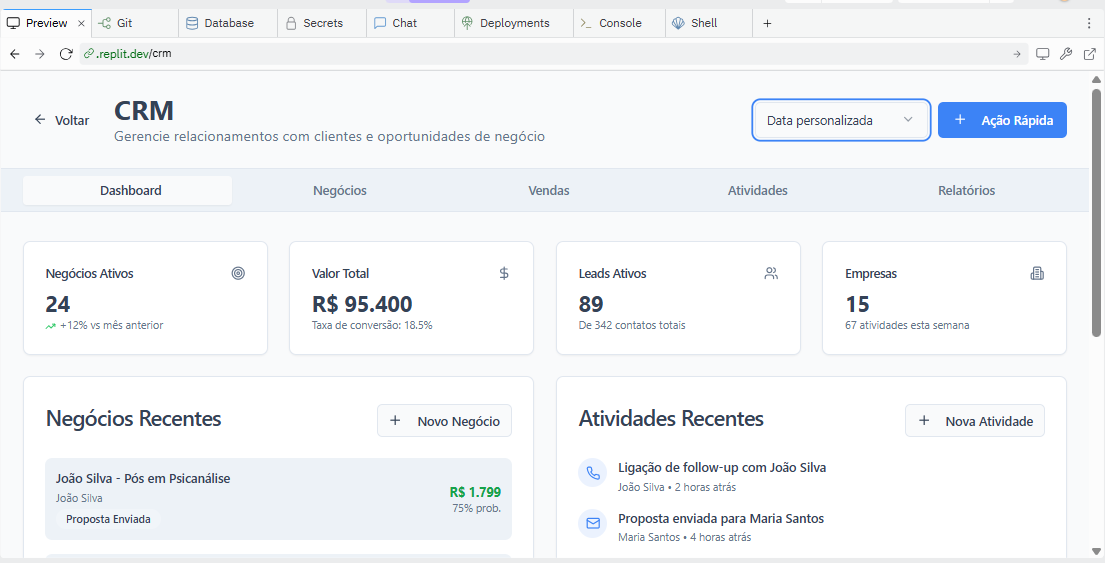 Preview
Git
Database
Secrets
Chat
Deployments
Console
Shell
.replit.dev/crm
Voltar
CRM
Gerencie relacionamentos com clientes e oportunidades de negócio
Data personalizada
Ação Rápida
Dashboard
Negócios
Vendas
Atividades
Relatórios
Negócios Ativos
24
+12% vs mês anterior
Valor Total
R$ 95.400
Taxa de conversão: 18.5%
Leads Ativos
89
De 342 contatos totais
Empresas
15
67 atividades esta semana
Negócios Recentes
Novo Negócio
João Silva - Pós em Psicanálise
João Silva
Proposta Enviada
R$ 1.799
75% prob.
Atividades Recentes
Nova Atividade
Ligação de follow-up com João Silva
João Silva • 2 horas atrás
Proposta enviada para Maria Santos
Maria Santos • 4 horas atrás